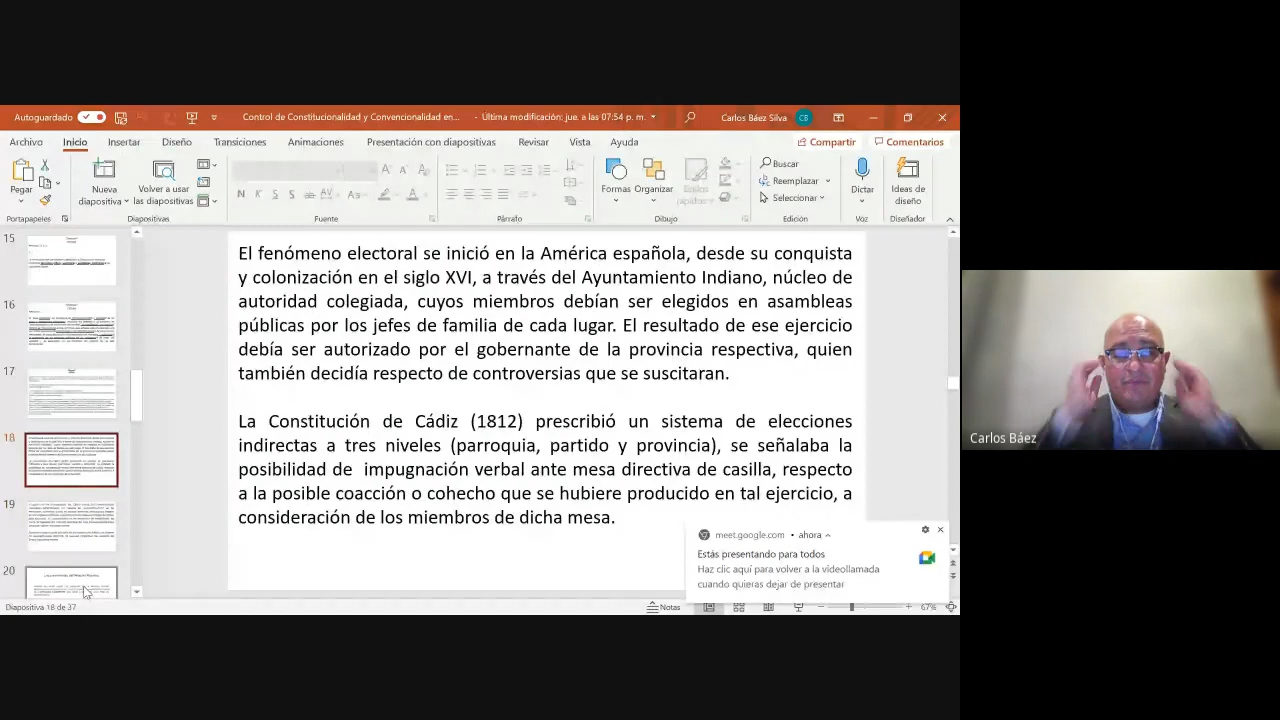 Autoguardado
Control de Constitucionalidad y Convencionalidad en... - Última modificación: jue. a las 07:54 p. m.
Carlos Báez Silva CB
Archivo Inicio Insertar Diseño Transiciones Animaciones Presentación con diapositivas Revisar Vista Ayuda Compartir Comentarios
Pegar
Nueva diapositiva
Volver a usar las diapositivas
N K S S ab AV Aa A A
Formas
Organizar
Estilos rápidos
Buscar
Reemplazar
Seleccionar
Dictar
Ideas de diseño
Portapapeles Diapositivas Fuente Párrafo Dibujo Edición Voz Diseñador
15
16
17
18
19
20
El fenómeno electoral se inició en la América española, desde su conquista
y colonización en el siglo XVI, a través del Ayuntamiento Indiano, núcleo de
autoridad colegiada, cuyos miembros debían ser elegidos en asambleas
públicas por los jefes de familia de cada lugar. El resultado de ese ejercicio
debía ser autorizado por el gobernante de la provincia respectiva, quien
también decidía respecto de controversias que se suscitaran.
La Constitución de Cádiz (1812) prescribió un sistema de elecciones
indirectas a tres niveles (parroquia, partido y provincia), señalaba la
posibilidad de impugnación verbal ante mesa directiva de casilla, respecto
a la posible coacción o cohecho que se hubiere producido en tal ejercicio, a
consideración de los miembros de dicha mesa.
meet.google.com • ahora
Estás presentando para todos
Haz clic aquí para volver a la videollamada
cuando quieras dejar de presentar
Diapositiva 18 de 37
Notas
67%
Carlos Báez